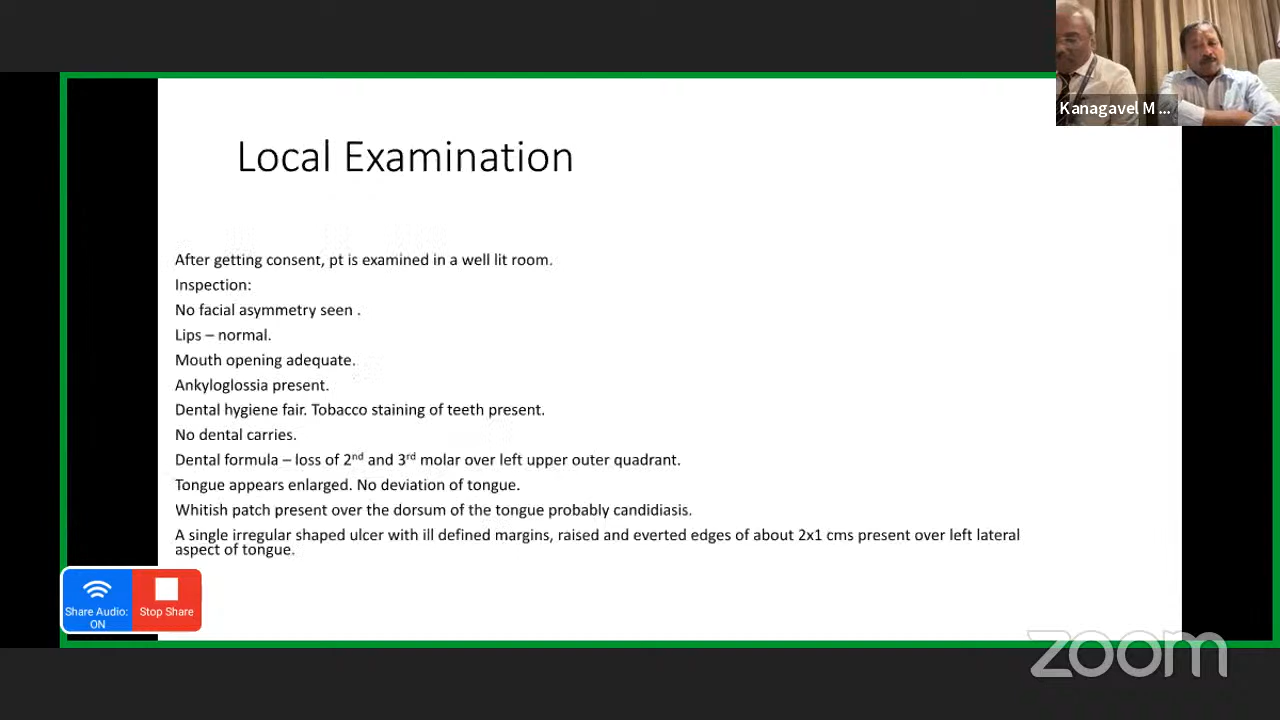 Kanagavel M ...
Local Examination
After getting consent, pt is examined in a well lit room.
Inspection:
No facial asymmetry seen .
Lips – normal.
Mouth opening adequate.
Ankyloglossia present.
Dental hygiene fair. Tobacco staining of teeth present.
No dental carries.
Dental formula – loss of 2nd and 3rd molar over left upper outer quadrant.
Tongue appears enlarged. No deviation of tongue.
Whitish patch present over the dorsum of the tongue probably candidiasis.
A single irregular shaped ulcer with ill defined margins, raised and everted edges of about 2x1 cms present over left lateral
aspect of tongue.
Share Audio:
ON
Stop Share
zoom